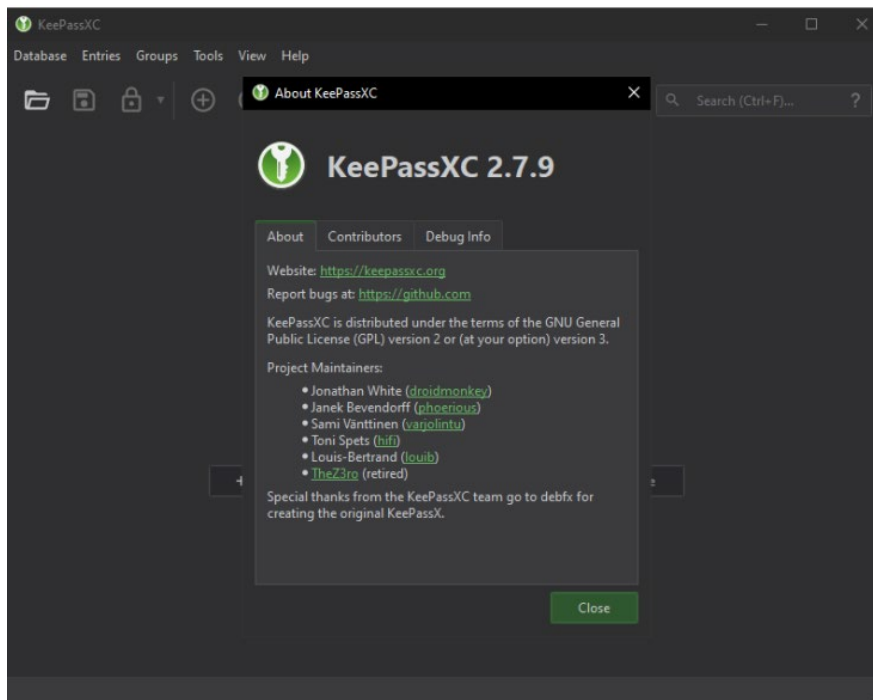 KeePassXC
Database Entries Groups Tools View Help
About KeePassXC
Search (Ctrl+F)...
?
KeePassXC 2.7.9
About Contributors Debug Info
Website: https://keepassxc.org
Report bugs at: https://github.com
KeePassXC is distributed under the terms of the GNU General
Public License (GPL) version 2 or (at your option) version 3.
Project Maintainers:
• Jonathan White (droidmonkey)
• Janek Bevendorff (phoerious)
• Sami Vänttinen (varjolintu)
• Toni Spets (hifi)
• Louis-Bertrand (louib)
• TheZ3ro (retired)
Special thanks from the KeePassXC team go to debfx for
creating the original KeePassX.
Close